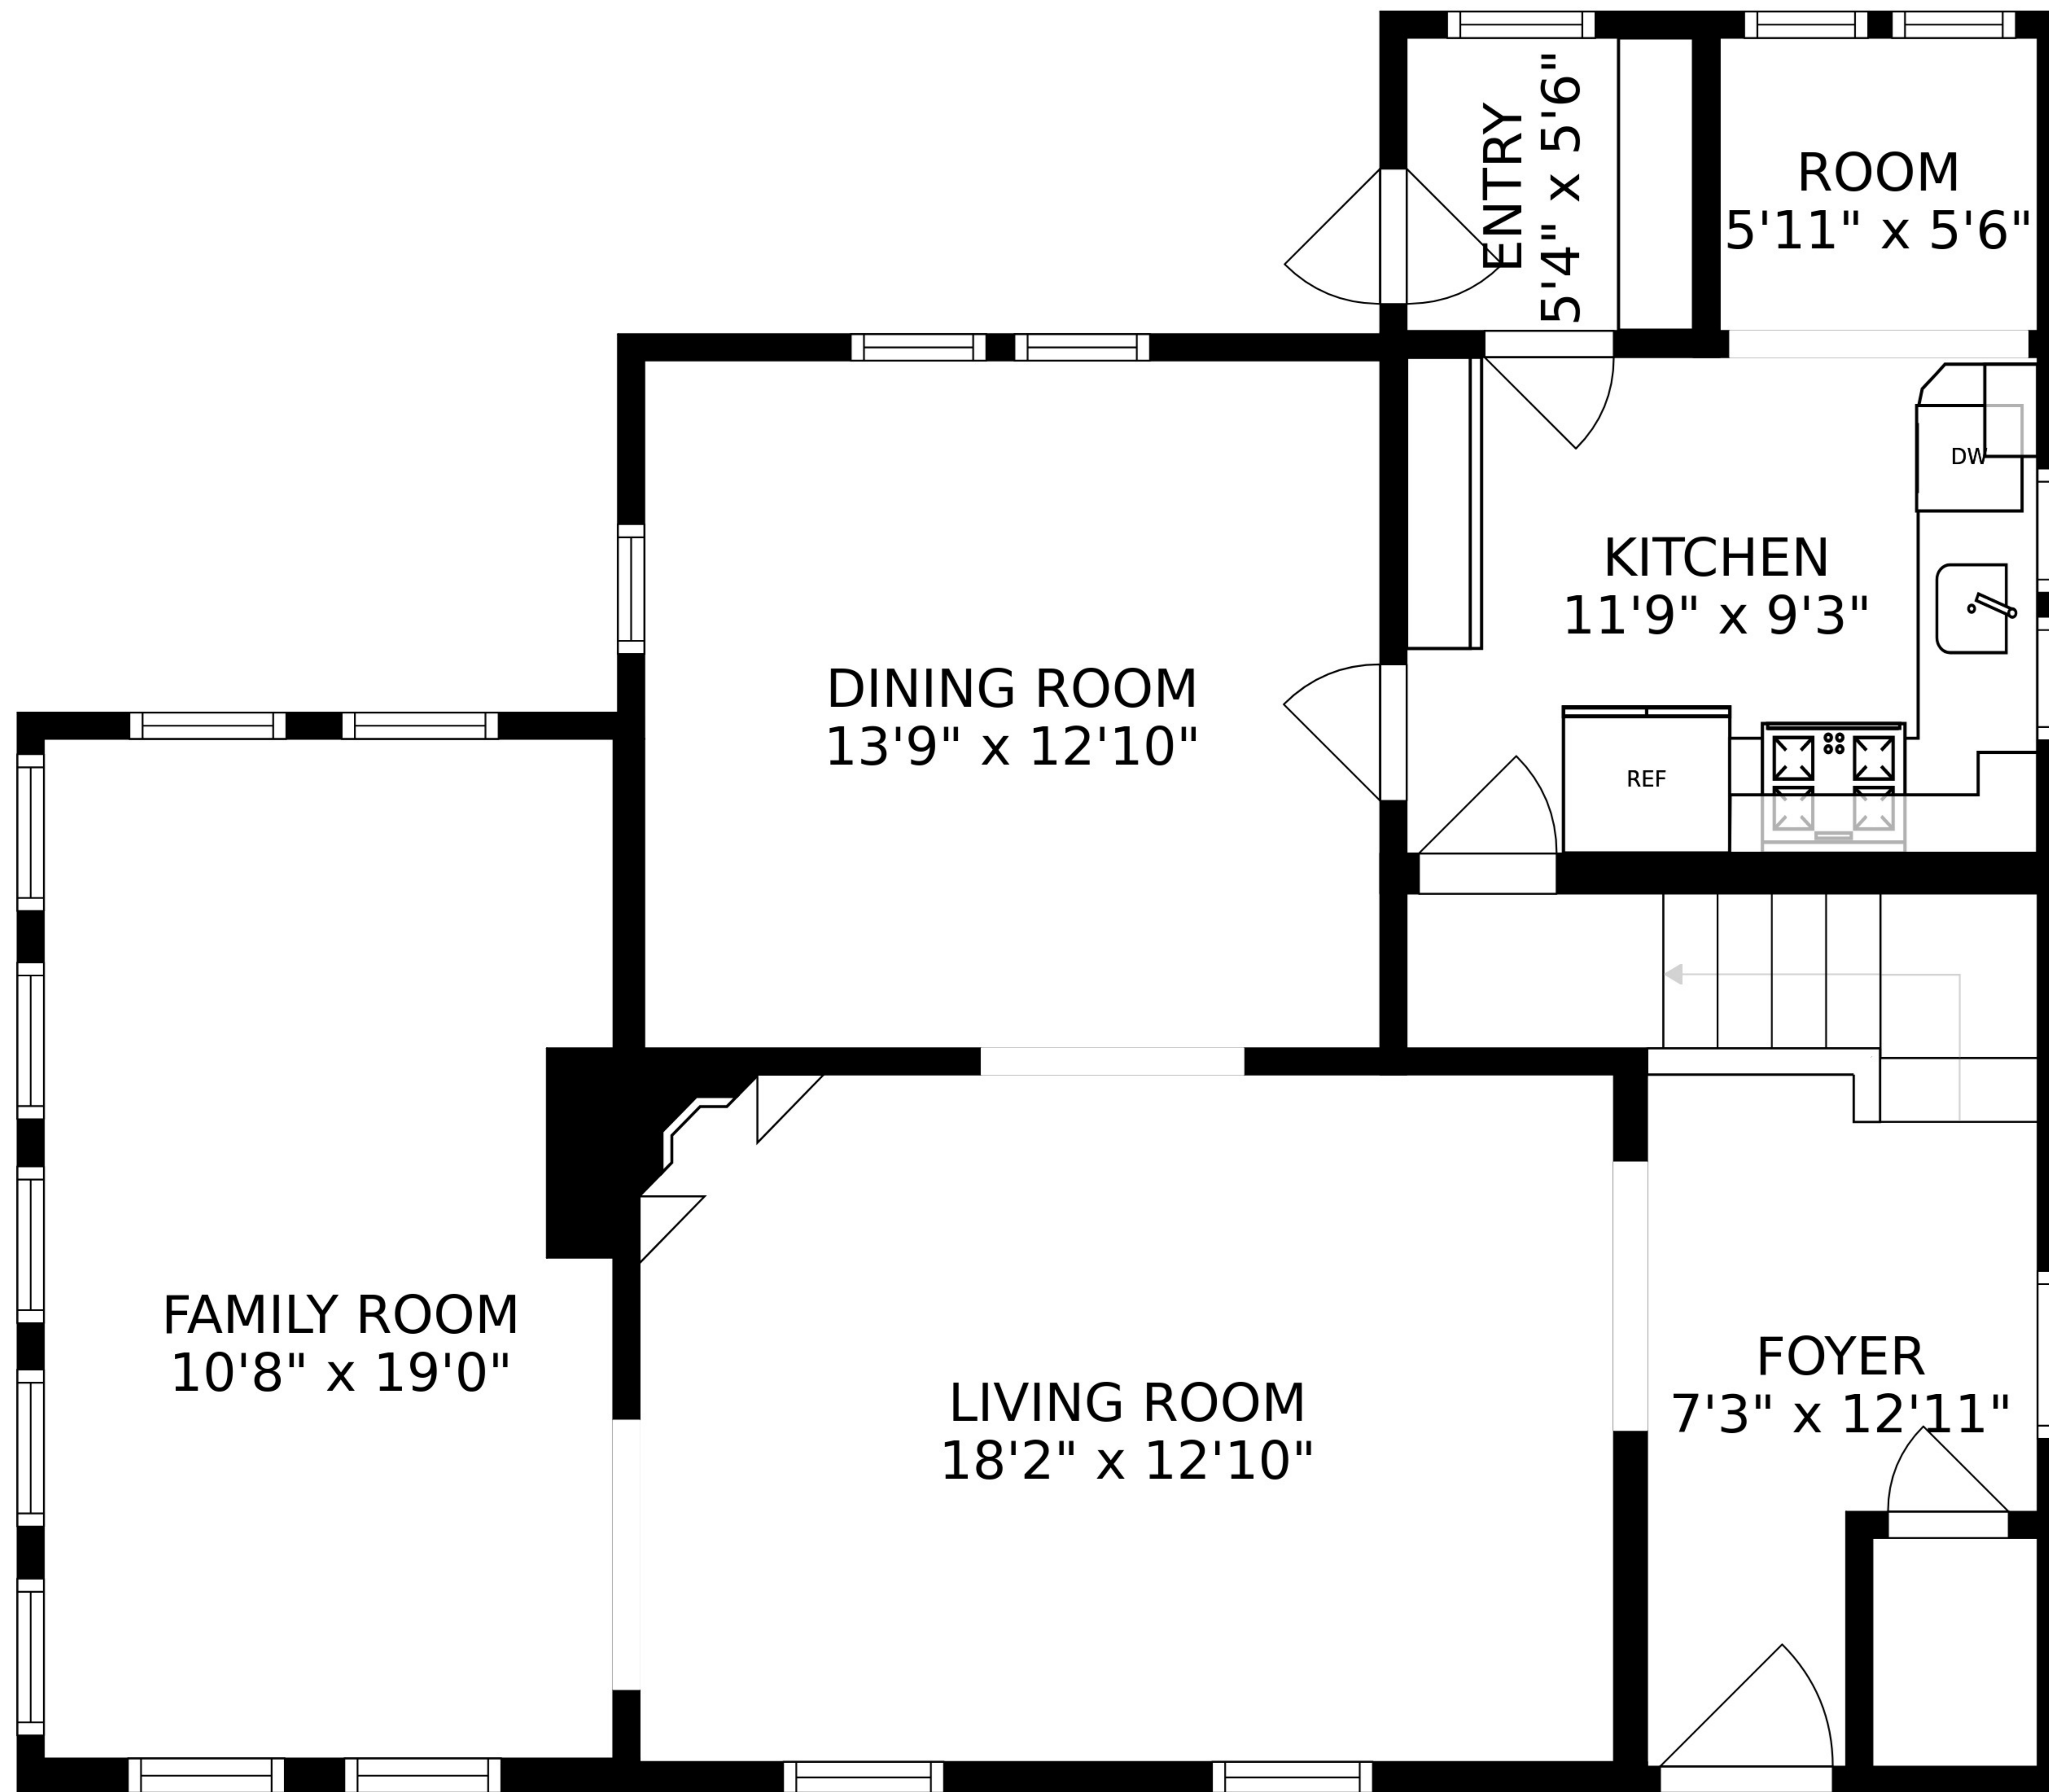 ENTRY
5'4" x 5'6"
ROOM
5'11" x 5'6"
DW
KITCHEN
11'9" x 9'3"
DINING ROOM
13'9" x 12'10"
REF
FAMILY ROOM
10'8" x 19'0"
LIVING ROOM
18'2" x 12'10"
FOYER
7'3" x 12'11"